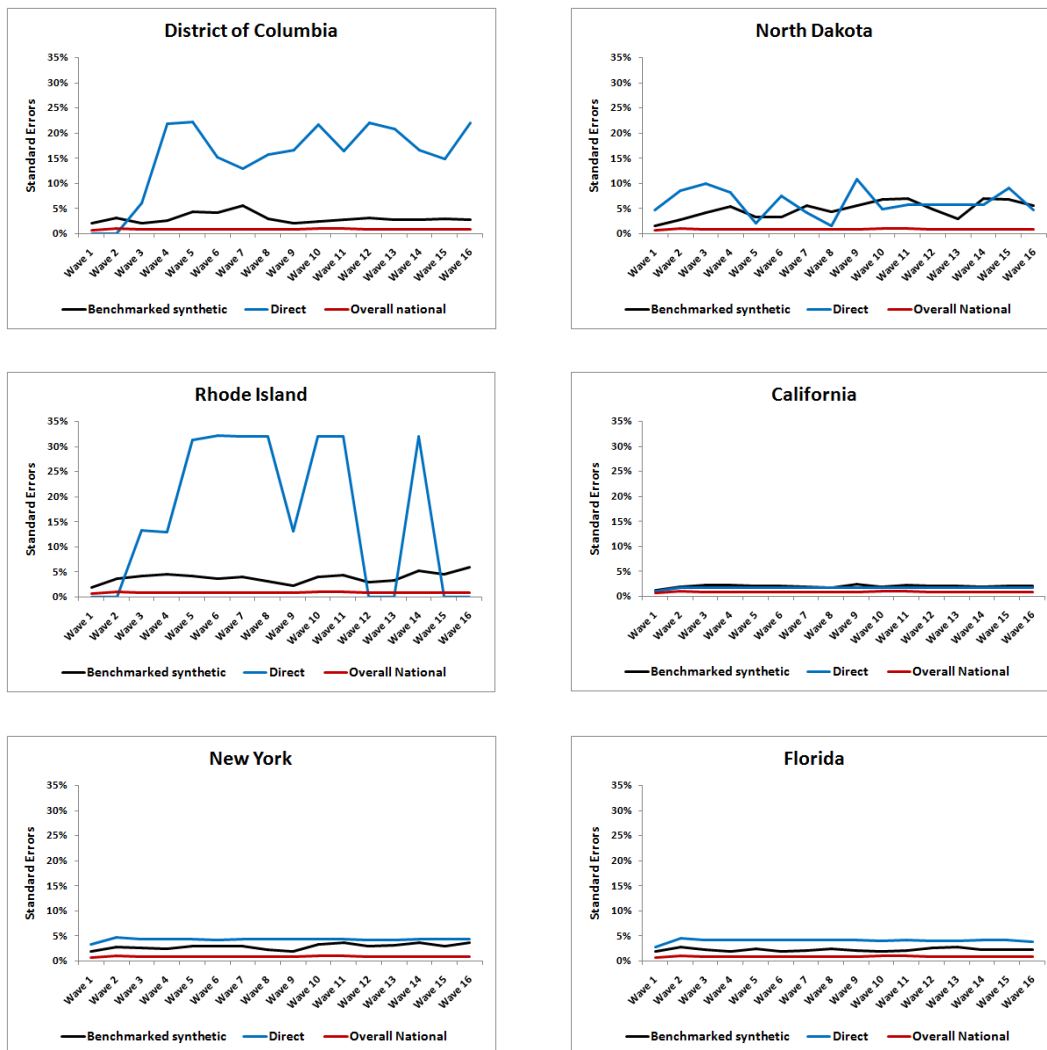 District of Columbia
Standard Errors
35%
30%
25%
20%
15%
10%
5%
0%
Wave 1
Wave 2
Wave 3
Wave 4
Wave 5
Wave 6
Wave 7
Wave 8
Wave 9
Wave 10
Wave 11
Wave 12
Wave 13
Wave 14
Wave 15
Wave 16
Benchmarked synthetic Direct Overall national
North Dakota
Standard Errors
35%
30%
25%
20%
15%
10%
5%
0%
Wave 1
Wave 2
Wave 3
Wave 4
Wave 5
Wave 6
Wave 7
Wave 8
Wave 9
Wave 10
Wave 11
Wave 12
Wave 13
Wave 14
Wave 15
Wave 16
Benchmarked synthetic Direct Overall National
Rhode Island
Standard Errors
35%
30%
25%
20%
15%
10%
5%
0%
Wave 1
Wave 2
Wave 3
Wave 4
Wave 5
Wave 6
Wave 7
Wave 8
Wave 9
Wave 10
Wave 11
Wave 12
Wave 13
Wave 14
Wave 15
Wave 16
Benchmarked synthetic Direct Overall National
California
Standard Errors
35%
30%
25%
20%
15%
10%
5%
0%
Wave 1
Wave 2
Wave 3
Wave 4
Wave 5
Wave 6
Wave 7
Wave 8
Wave 9
Wave 10
Wave 11
Wave 12
Wave 13
Wave 14
Wave 15
Wave 16
Benchmarked synthetic Direct Overall National
New York
Standard Errors
35%
30%
25%
20%
15%
10%
5%
0%
Wave 1
Wave 2
Wave 3
Wave 4
Wave 5
Wave 6
Wave 7
Wave 8
Wave 9
Wave 10
Wave 11
Wave 12
Wave 13
Wave 14
Wave 15
Wave 16
Benchmarked synthetic Direct Overall National
Florida
Standard Errors
35%
30%
25%
20%
15%
10%
5%
0%
Wave 1
Wave 2
Wave 3
Wave 4
Wave 5
Wave 6
Wave 7
Wave 8
Wave 9
Wave 10
Wave 11
Wave 12
Wave 13
Wave 14
Wave 15
Wave 16
Benchmarked synthetic Direct Overall National